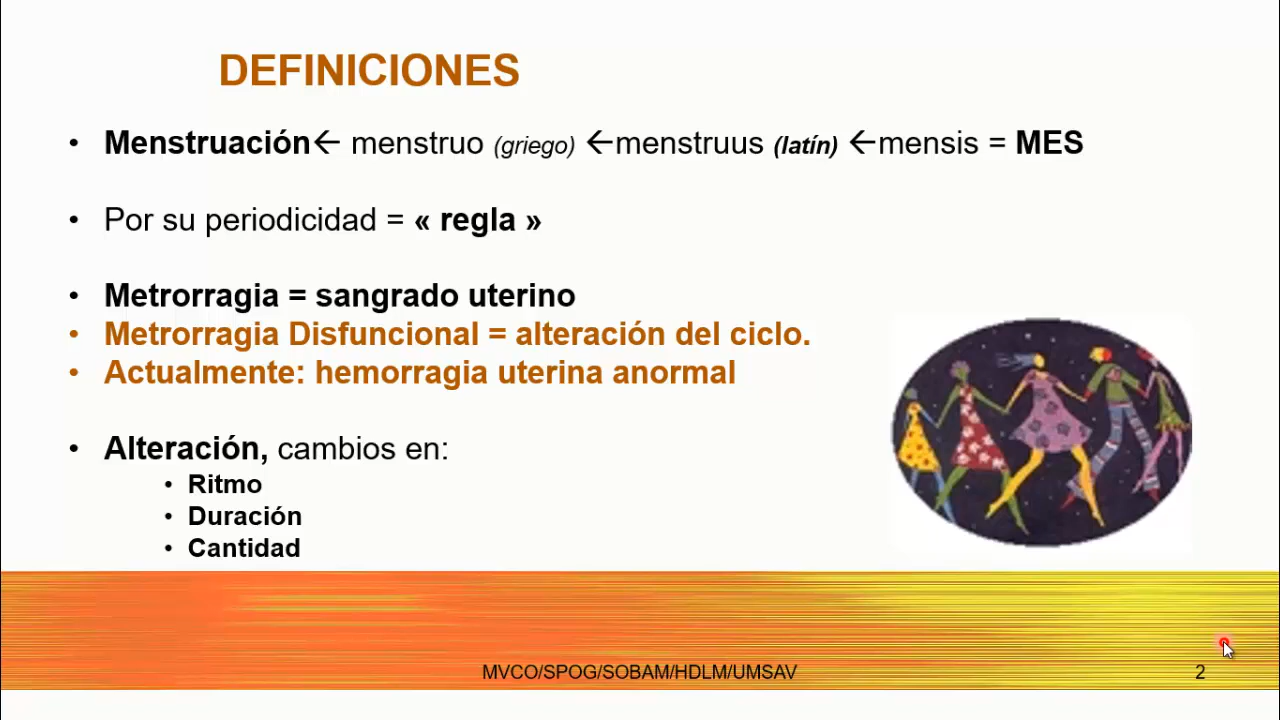 DEFINICIONES
• Menstruación← menstruo (griego) ←menstruus (latín) ←mensis = MES
• Por su periodicidad = « regla »
• Metrorragia = sangrado uterino
• Metrorragia Disfuncional = alteración del ciclo.
• Actualmente: hemorragia uterina anormal
• Alteración, cambios en:
• Ritmo
• Duración
• Cantidad
MVCO/SPOG/SOBAM/HDLM/UMSAV
2